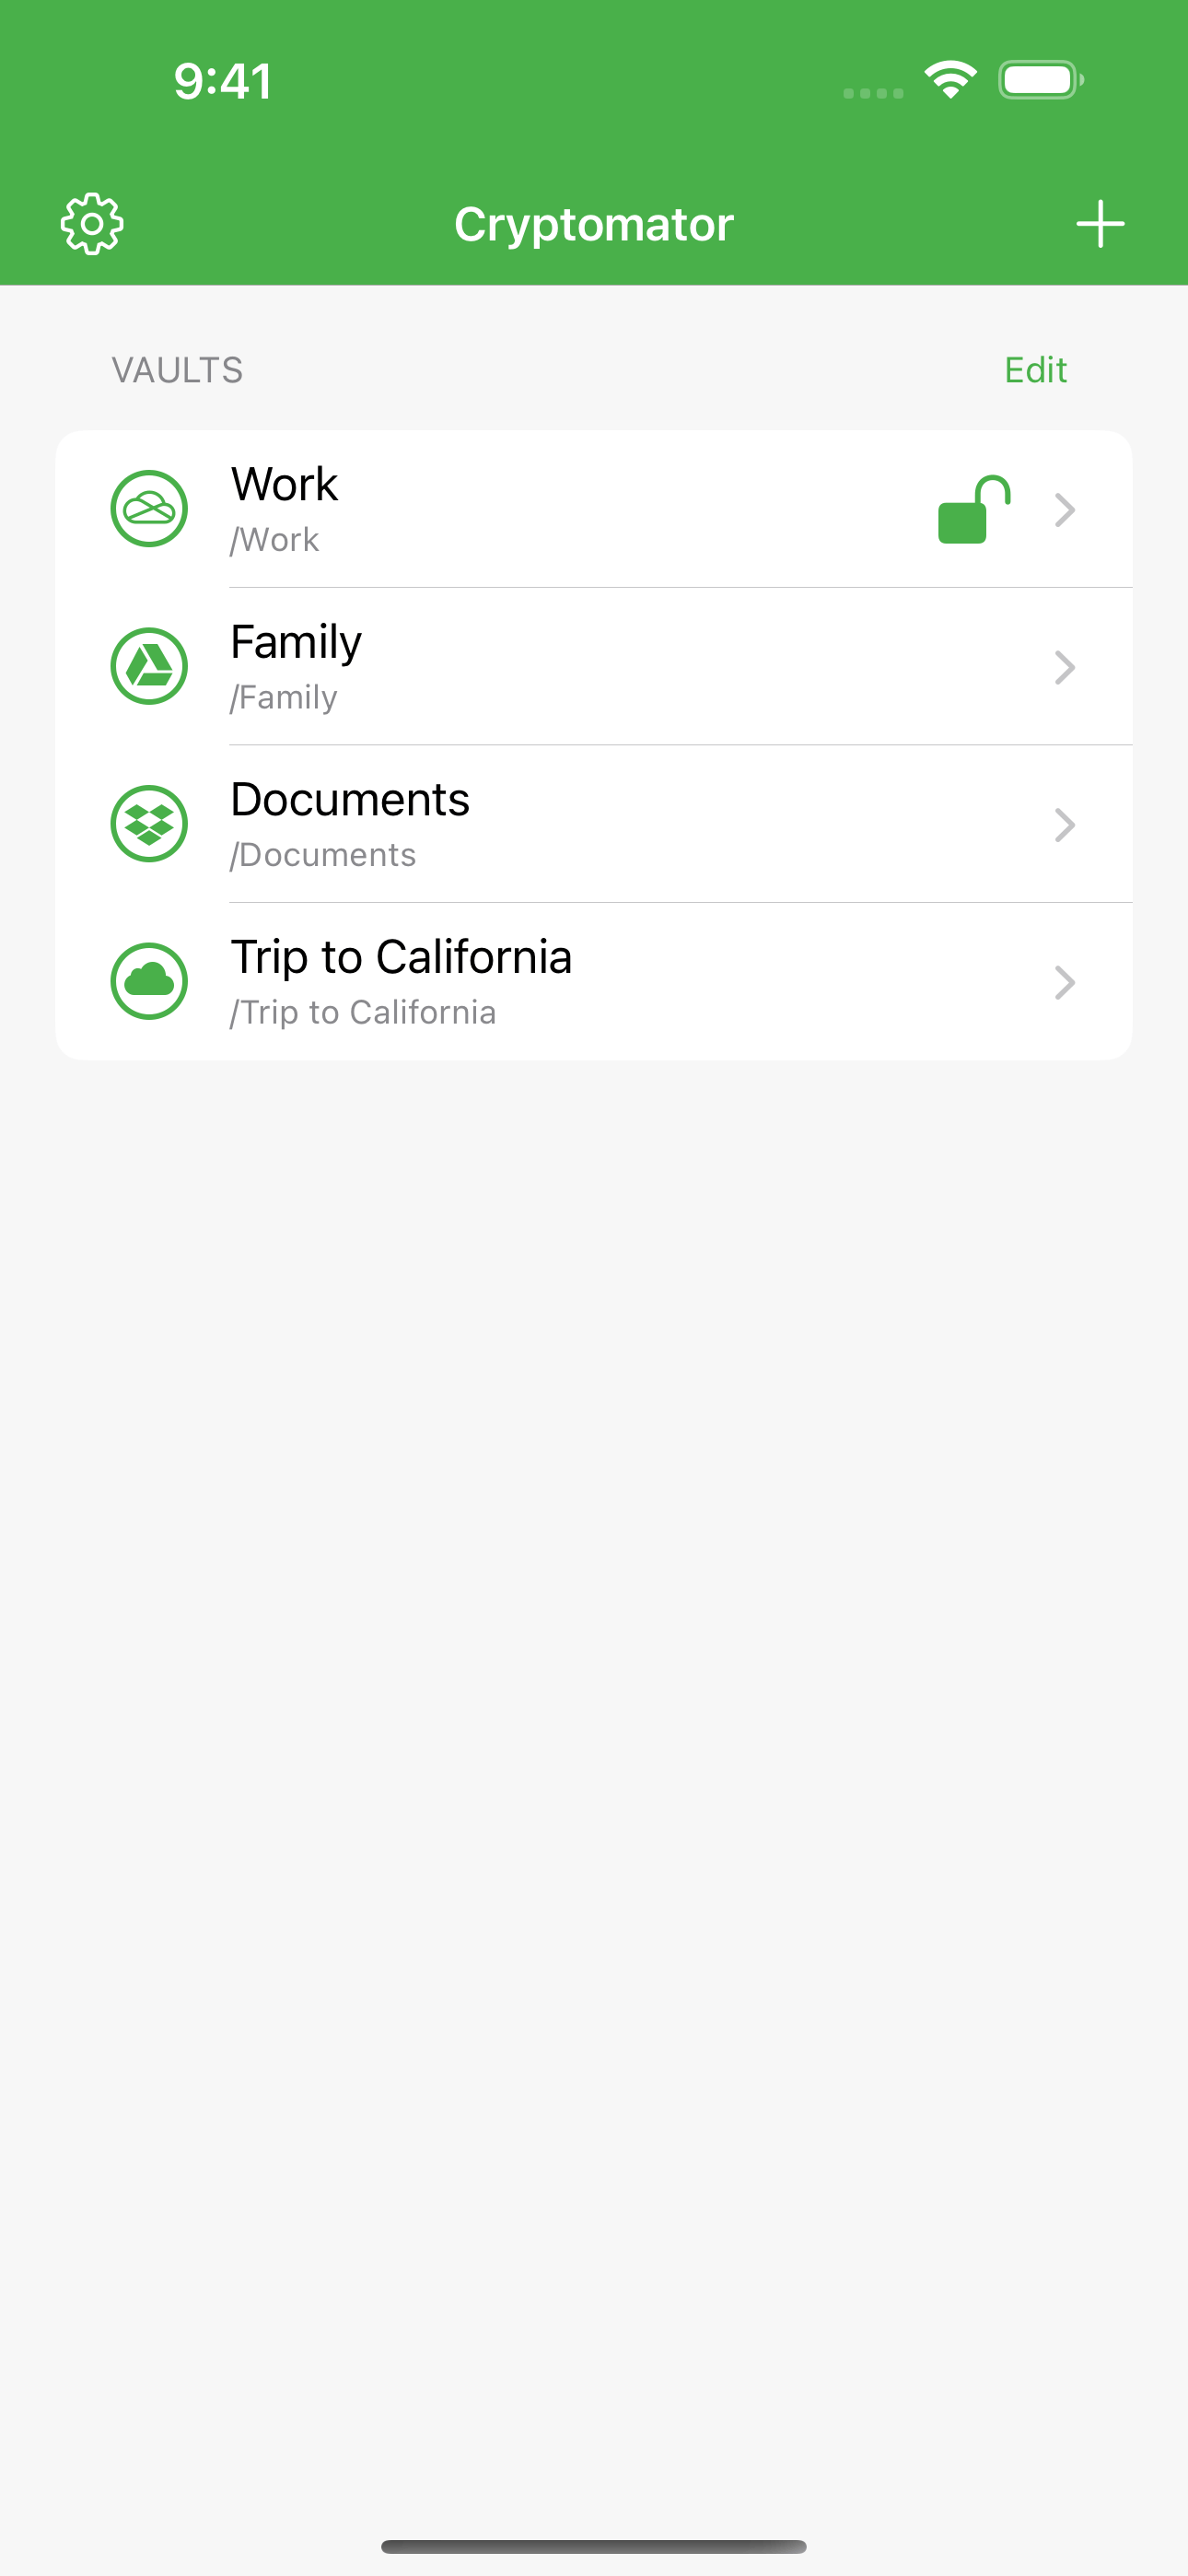 9:41
Cryptomator
VAULTS
Edit
Work
/Work
Family
/Family
Documents
/Documents
Trip to California
/Trip to California